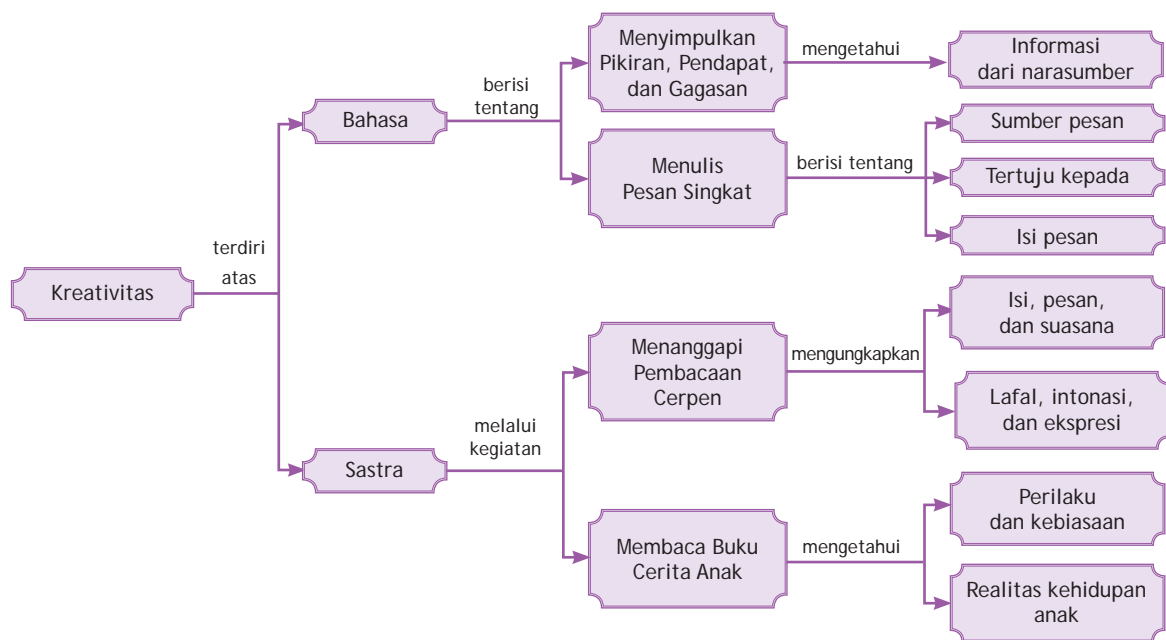 Kreativitas
terdiri
atas
Bahasa
berisi
tentang
Menyimpulkan
Pikiran, Pendapat,
dan Gagasan
mengetahui
Informasi
dari narasumber
Menulis
Pesan Singkat
berisi tentang
Sumber pesan
Tertuju kepada
Isi pesan
Sastra
melalui
kegiatan
Menanggapi
Pembacaan
Cerpen
mengungkapkan
Isi, pesan,
dan suasana
Lafal, intonasi,
dan ekspresi
Membaca Buku
Cerita Anak
mengetahui
Perilaku
dan kebiasaan
Realitas kehidupan
anak